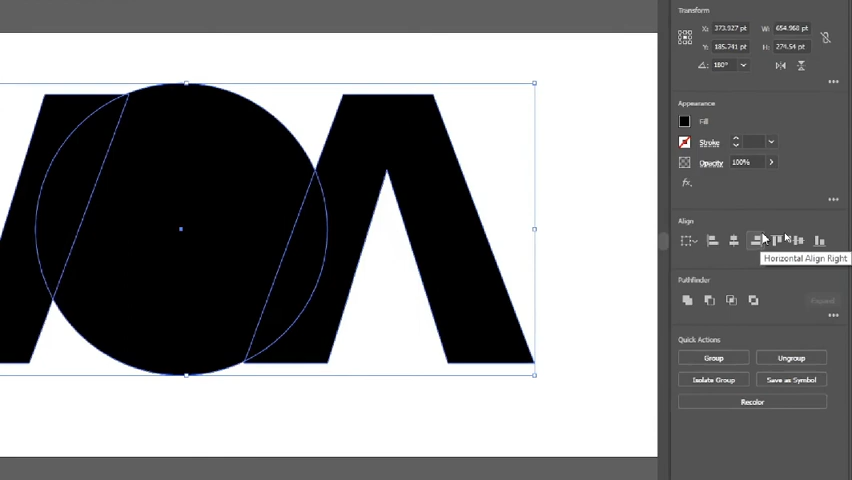 Transform
X: 373.927 pt W: 654.968 pt
Y: 185.741 pt H: 274.54 pt
180°
Appearance
Fill
Stroke
Opacity 100%
fx.
Align
Horizontal Align Right
Pathfinder
Expand
Quick Actions
Group Ungroup
Isolate Group Save as Symbol
Recolor